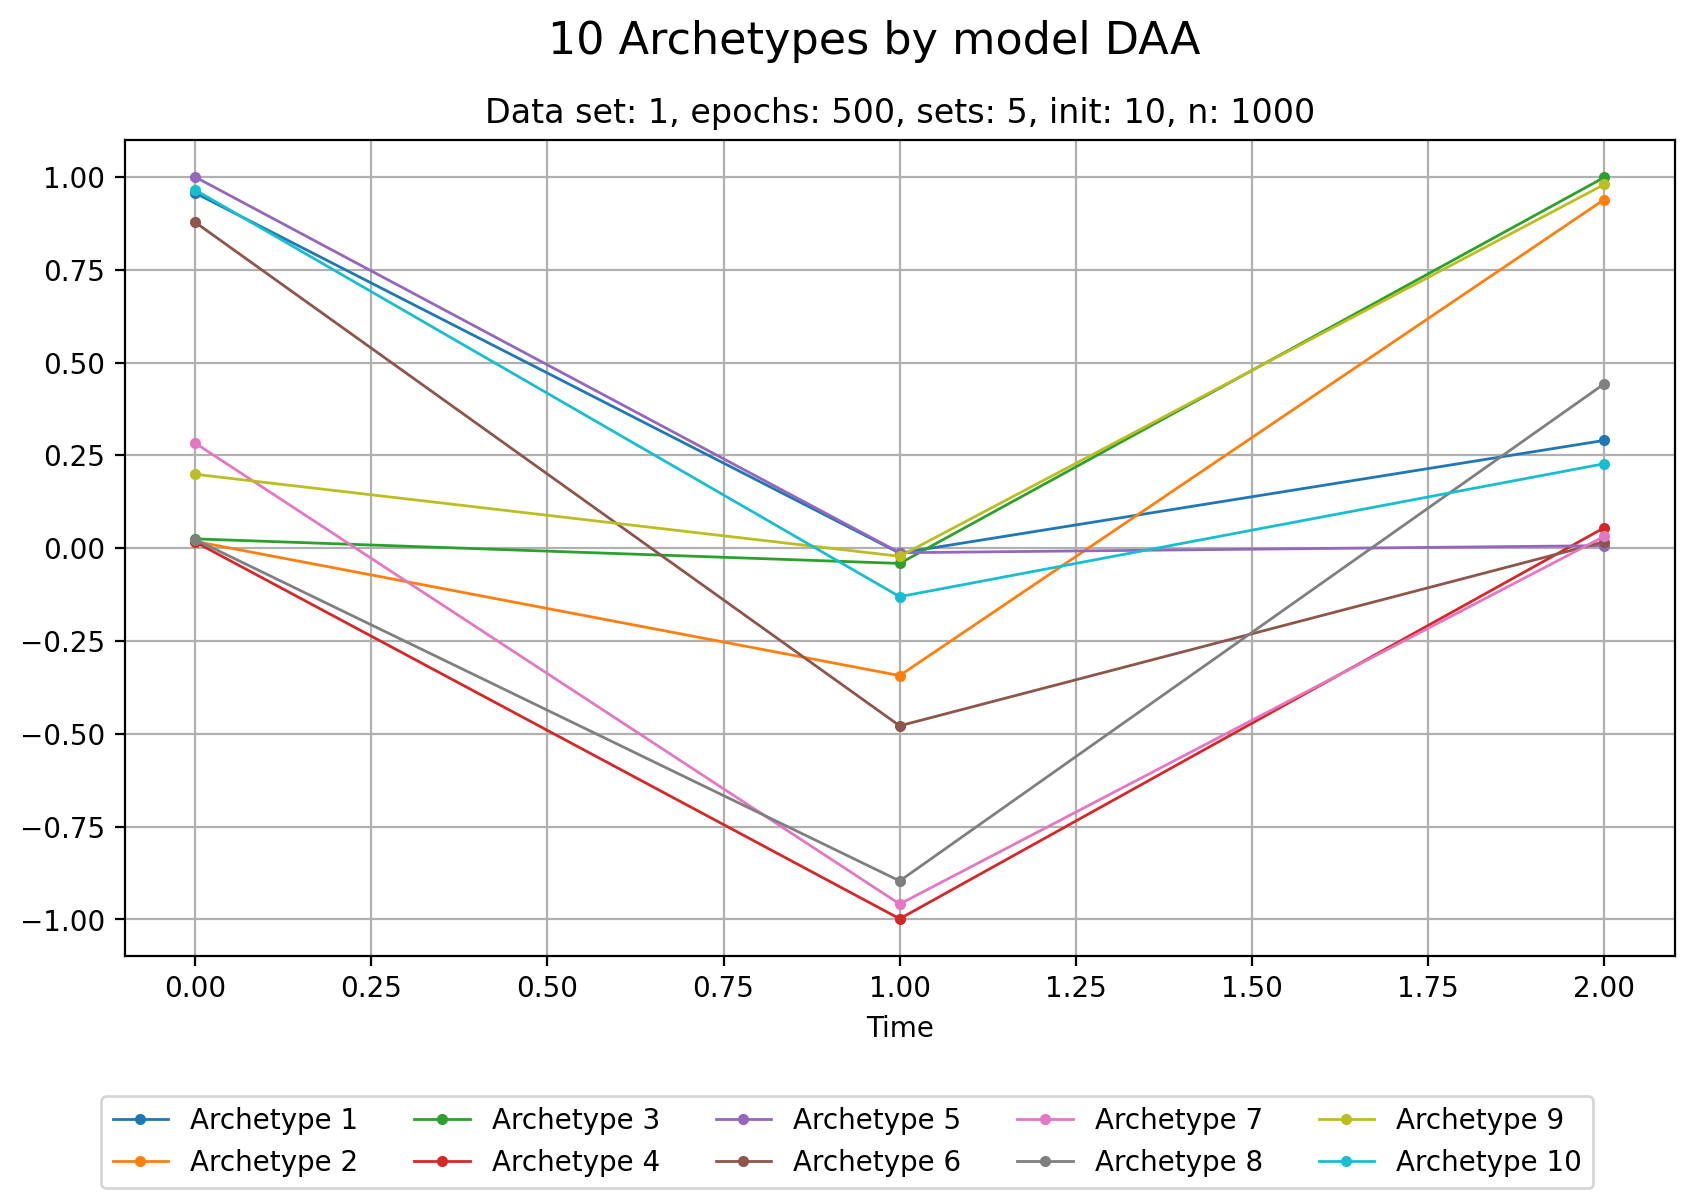 10 Archetypes by model DAA
Data set: 1, epochs: 500, sets: 5, init: 10, n: 1000
1.00
0.75
0.50
0.25
0.00
−0.25
−0.50
−0.75
−1.00
0.00 0.25 0.50 0.75 1.00 1.25 1.50 1.75 2.00
Time
Archetype 1 Archetype 3 Archetype 5 Archetype 7 Archetype 9
Archetype 2 Archetype 4 Archetype 6 Archetype 8 Archetype 10